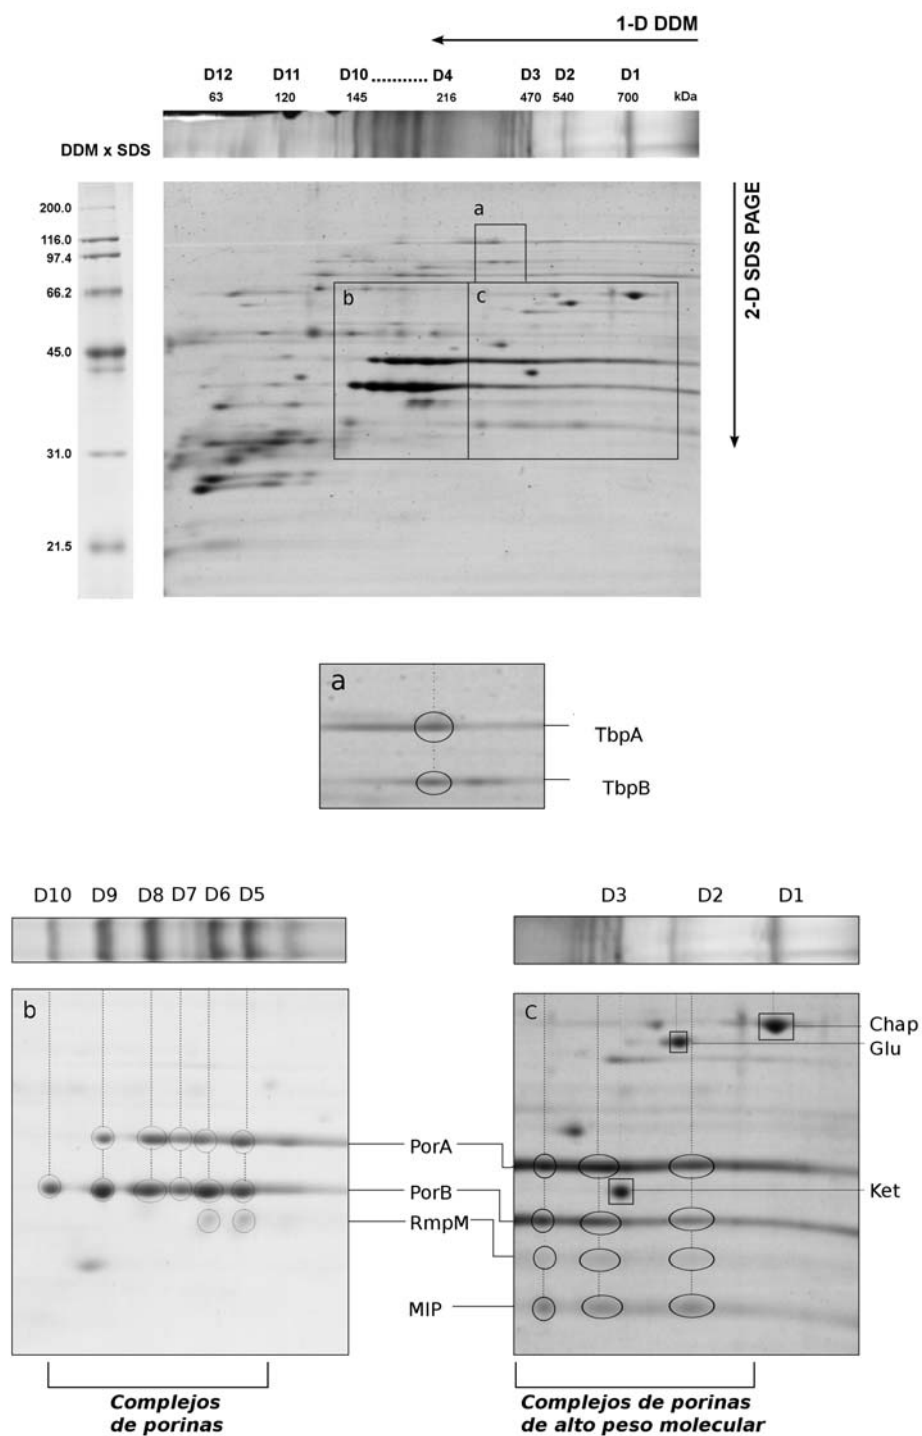 1-D DDM
D12 D11 D10 ........... D4 D3 D2 D1
63 120 145 216 470 540 700 kDa
DDM x SDS
200.0
116.0
97.4
66.2
45.0
31.0
21.5
a
b
c
2-D SDS PAGE
a
TbpA
TbpB
D10 D9 D8 D7 D6 D5
D3 D2 D1
b
c
Chap
Glu
PorA
PorB
Ket
RmpM
MIP
Complejos
de porinas
Complejos de porinas
de alto peso molecular